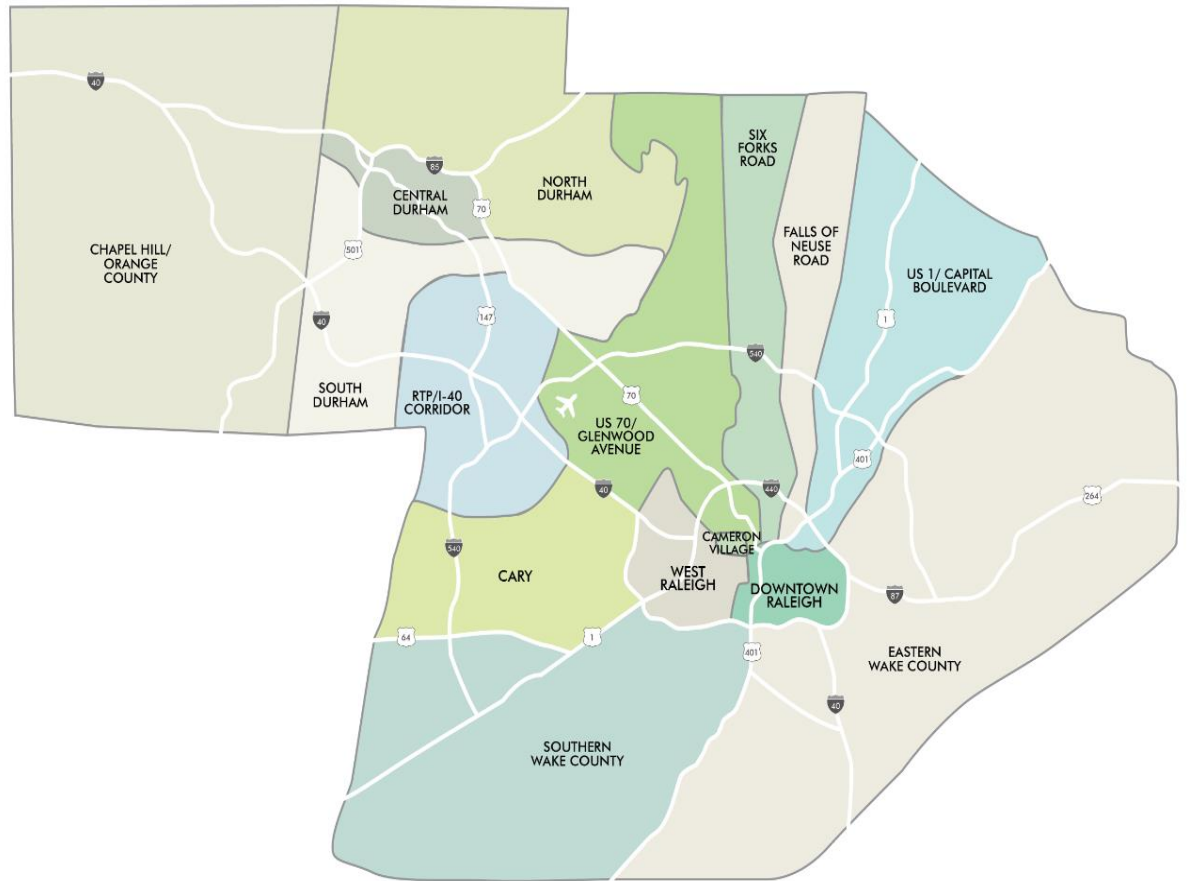 40
SIX
FORKS
ROAD
85
NORTH
DURHAM
CENTRAL
DURHAM
70
CHAPEL HILL/
ORANGE
COUNTY
501
FALLS OF
NEUSE
ROAD
US 1/ CAPITAL
BOULEVARD
40
147
1
540
SOUTH
DURHAM
RTP/I-40
CORRIDOR
70
US 70/
GLENWOOD
AVENUE
401
40
440
264
540
CAMERON
VILLAGE
CARY
WEST
RALEIGH
DOWNTOWN
RALEIGH
87
64
1
401
EASTERN
WAKE COUNTY
40
SOUTHERN
WAKE COUNTY